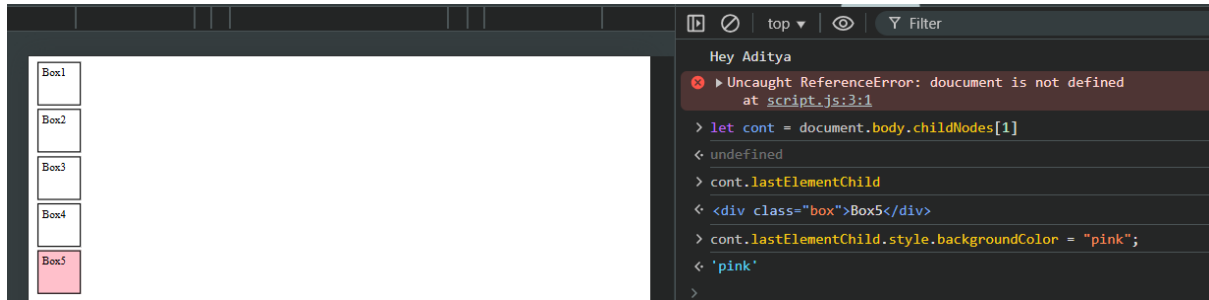 Box1
Box2
Box3
Box4
Box5
top
Filter
Hey Aditya
Uncaught ReferenceError: doucument is not defined
at script.js:3:1
> let cont = document.body.childNodes[1]
undefined
> cont.lastElementChild
<div class="box">Box5</div>
> cont.lastElementChild.style.backgroundColor = "pink";
'pink'
>